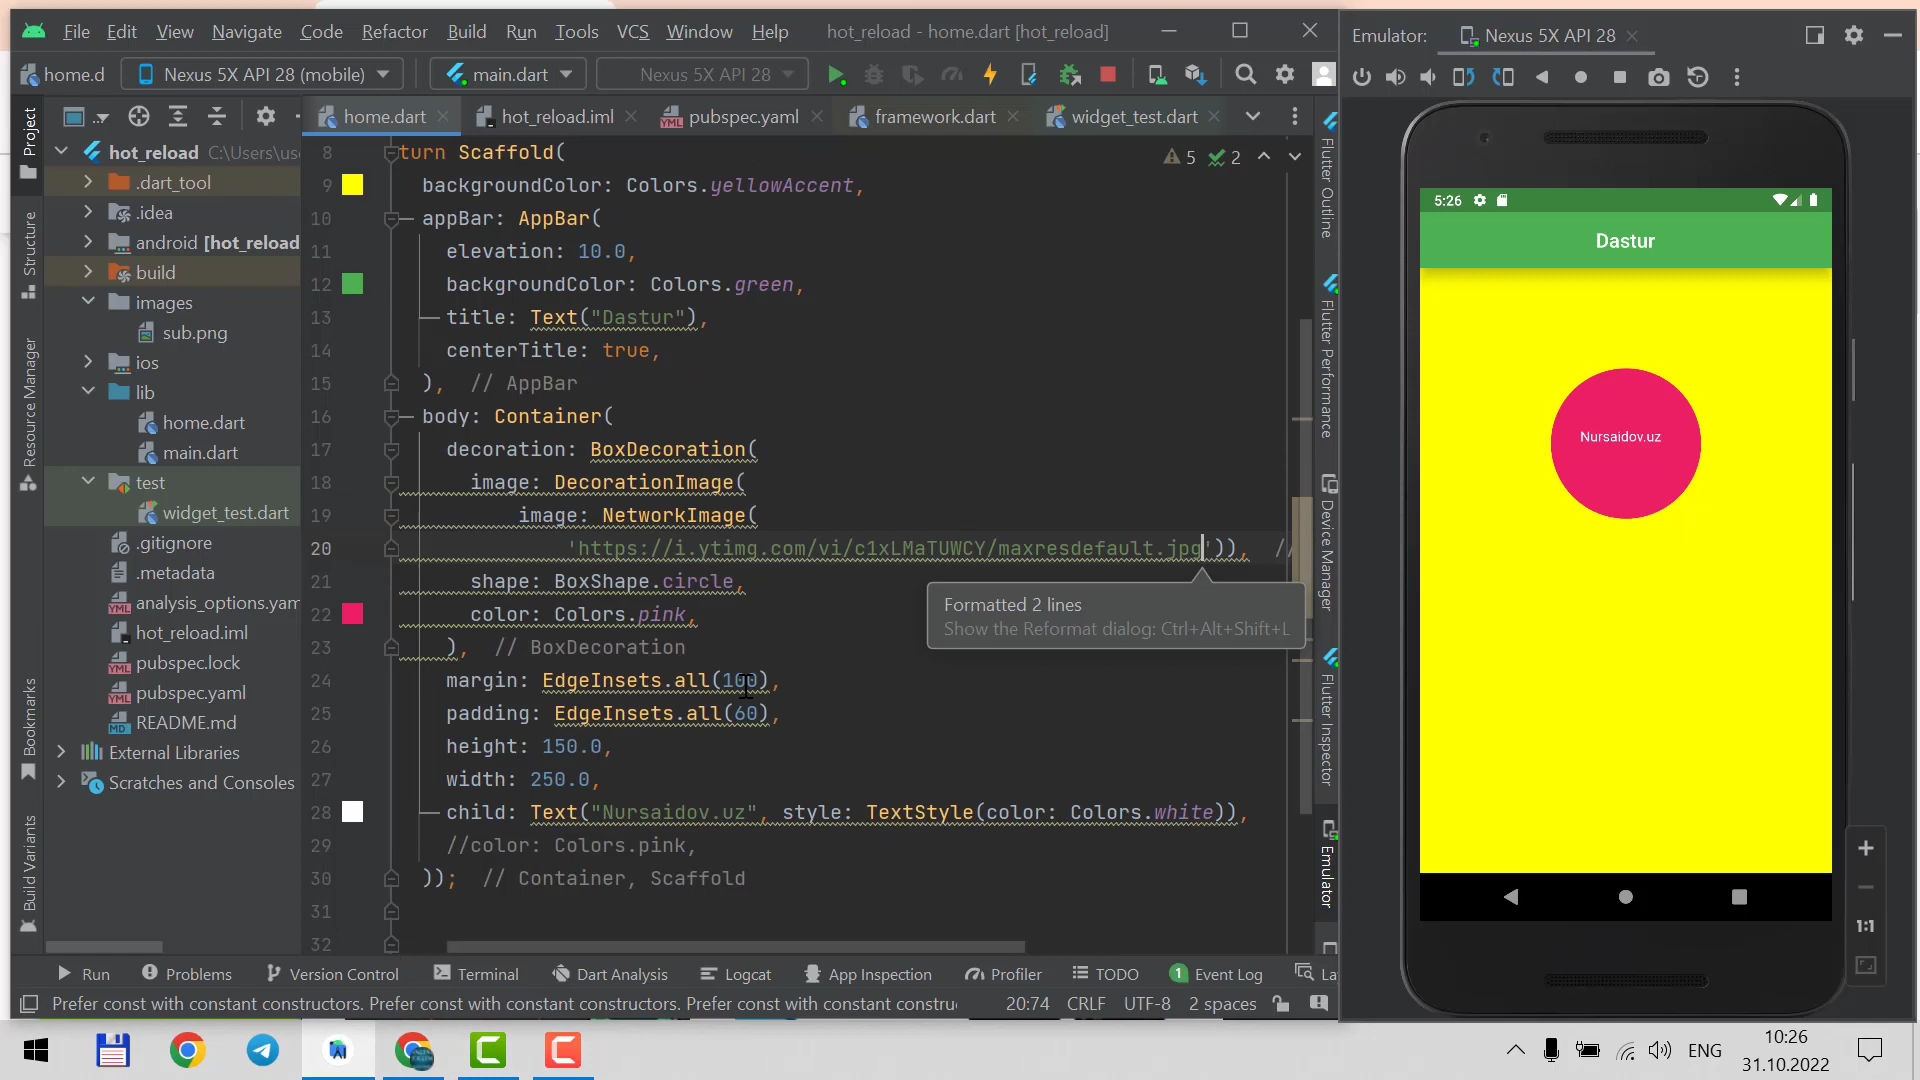 File Edit View Navigate Code Refactor Build Run Tools VCS Window Help hot_reload - home.dart [hot_reload]
home.d Nexus 5X API 28 (mobile) main.dart Nexus 5X API 28
home.dart hot_reload.iml pubspec.yaml framework.dart widget_test.dart
Project
Structure
Resource Manager
Bookmarks
Build Variants
hot_reload C:\Users\us
.dart_tool
.idea
android [hot_reload
build
images
sub.png
ios
lib
home.dart
main.dart
test
widget_test.dart
.gitignore
.metadata
analysis_options.yam
hot_reload.iml
pubspec.lock
pubspec.yaml
README.md
External Libraries
Scratches and Consoles
5 2
8 turn Scaffold(
9 backgroundColor: Colors.yellowAccent,
10 appBar: AppBar(
11 elevation: 10.0,
12 backgroundColor: Colors.green,
13 title: Text("Dastur"),
14 centerTitle: true,
15 ), // AppBar
16 body: Container(
17 decoration: BoxDecoration(
18 image: DecorationImage(
19 image: NetworkImage(
20 'https://i.ytimg.com/vi/c1xLMaTUWCY/maxresdefault.jpg')), //
21 shape: BoxShape.circle,
22 color: Colors.pink,
23 ), // BoxDecoration
24 margin: EdgeInsets.all(100),
25 padding: EdgeInsets.all(60),
26 height: 150.0,
27 width: 250.0,
28 child: Text("Nursaidov.uz", style: TextStyle(color: Colors.white)),
29 //color: Colors.pink,
30 )); // Container, Scaffold
31
32
Formatted 2 lines
Show the Reformat dialog: Ctrl+Alt+Shift+L
Flutter Outline
Flutter Performance
Device Manager
Flutter Inspector
Emulator
Emulator: Nexus 5X API 28
5:26
Dastur
Nursaidov.uz
1:1
Run Problems Version Control Terminal Dart Analysis Logcat App Inspection Profiler TODO 1 Event Log La
Prefer const with constant constructors. Prefer const with constant constructors. Prefer const with constant constru 20:74 CRLF UTF-8 2 spaces
ENG
10:26
31.10.2022